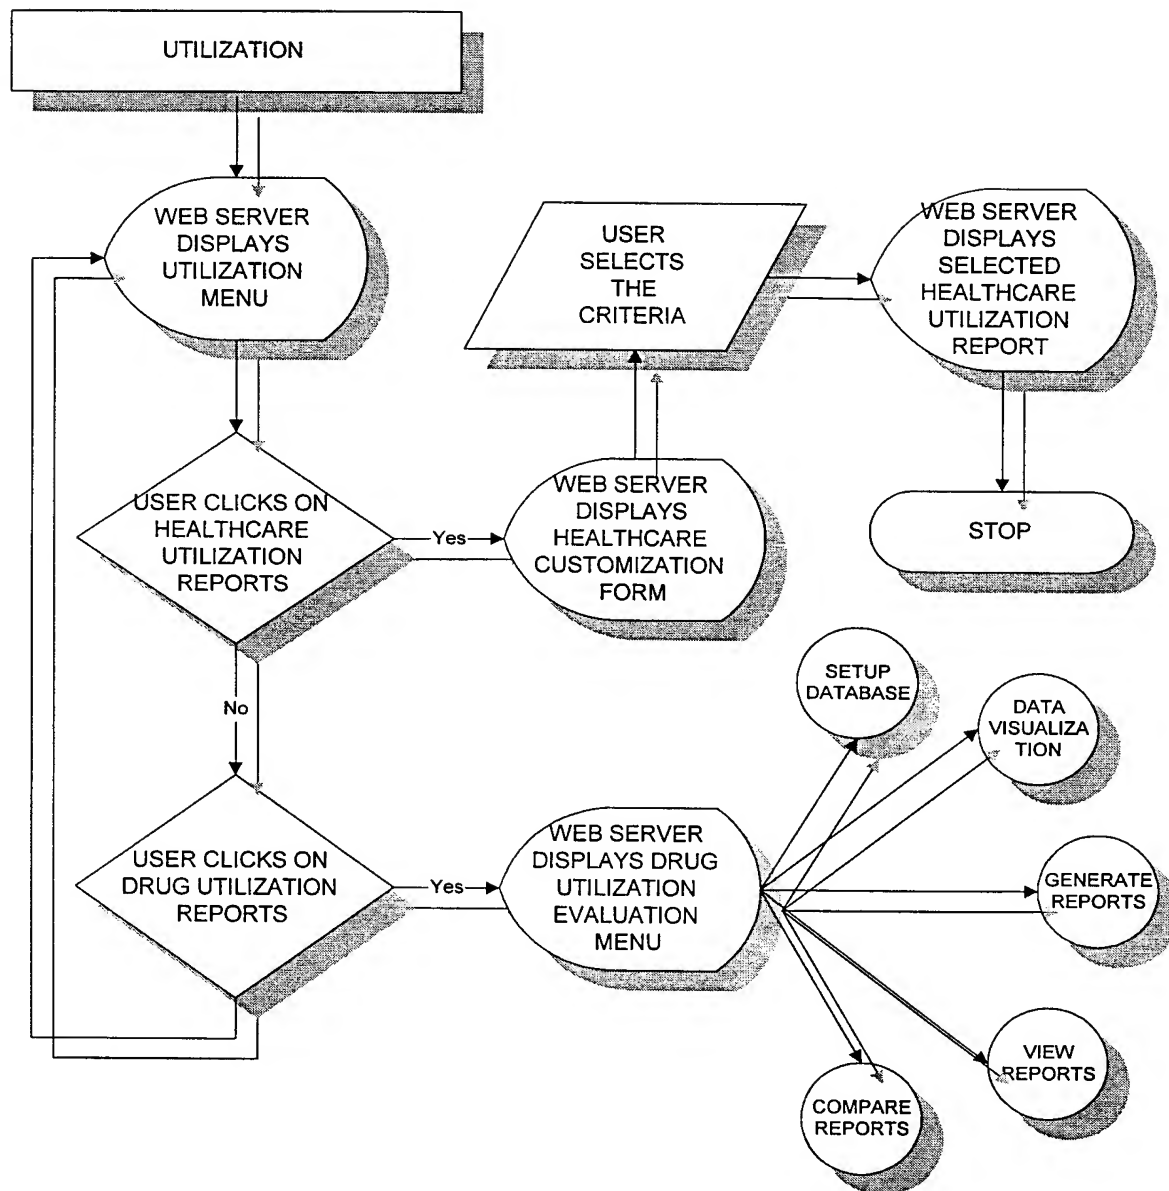 UTILIZATION
WEB SERVER
DISPLAYS
UTILIZATION
MENU
USER
SELECTS
THE
CRITERIA
WEB SERVER
DISPLAYS
SELECTED
HEALTHCARE
UTILIZATION
REPORT
USER CLICKS ON
HEALTHCARE
UTILIZATION
REPORTS
Yes
WEB SERVER
DISPLAYS
HEALTHCARE
CUSTOMIZATION
FORM
STOP
No
SETUP
DATABASE
DATA
VISUALIZA
TION
USER CLICKS ON
DRUG UTILIZATION
REPORTS
Yes
WEB SERVER
DISPLAYS DRUG
UTILIZATION
EVALUATION
MENU
GENERATE
REPORTS
VIEW
REPORTS
COMPARE
REPORTS